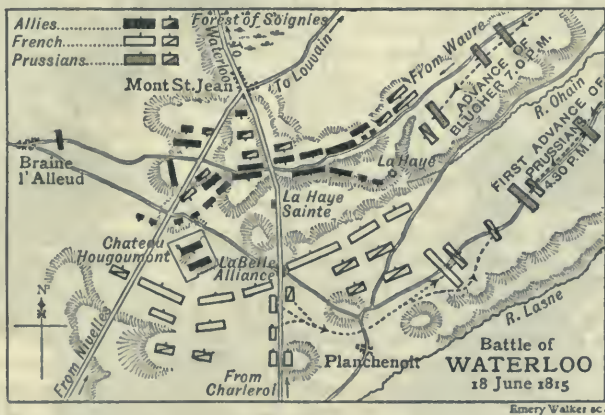 Allies
French
Prussians
Forest of Soignies
Waterloo
To Louvain
From Wavre
Mont St. Jean
ADVANCE OF
BLUCHER 7.0 P.M.
R. Ohain
FIRST ADVANCE OF
PRUSSIANS
4.30 P.M.
Braine
l'Alleud
La Haye
La Haye
Sainte
Chateau
Hougoumont
La Belle
Alliance
R. Lasne
N
Planchenoit
From Nivelles
From
Charleroi
Battle of
WATERLOO
18 June 1815
Emery Walker sc.